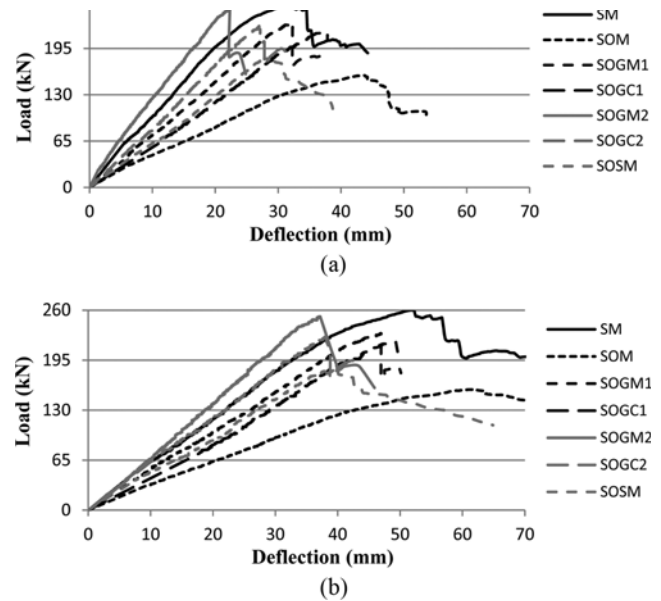 SM
195
SOM
SOGM1
130
SOGC1
SOGM2
65
SOGC2
0
SOSM
Load (kN)
0 10 20 30 40 50 60 70
Deflection (mm)
(a)
260
SM
195
SOM
SOGM1
130
SOGC1
65
SOGM2
SOGC2
0
SOSM
Load (kN)
0 10 20 30 40 50 60 70
Deflection (mm)
(b)